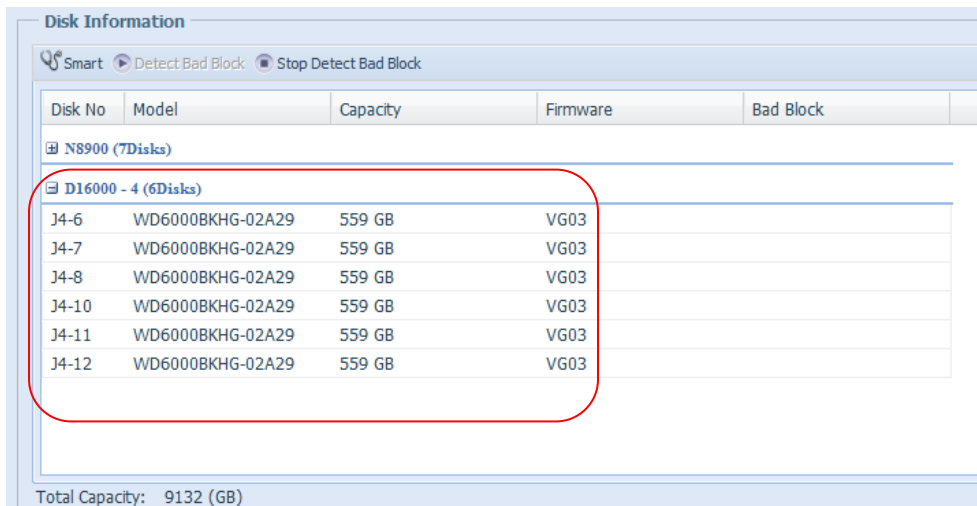 Disk Information
Smart Detect Bad Block Stop Detect Bad Block
Disk No Model Capacity Firmware Bad Block
N8900 (7Disks)
D16000 - 4 (6Disks)
J4-6 WD6000BKHG-02A29 559 GB VG03
J4-7 WD6000BKHG-02A29 559 GB VG03
J4-8 WD6000BKHG-02A29 559 GB VG03
J4-10 WD6000BKHG-02A29 559 GB VG03
J4-11 WD6000BKHG-02A29 559 GB VG03
J4-12 WD6000BKHG-02A29 559 GB VG03
Total Capacity: 9132 (GB)